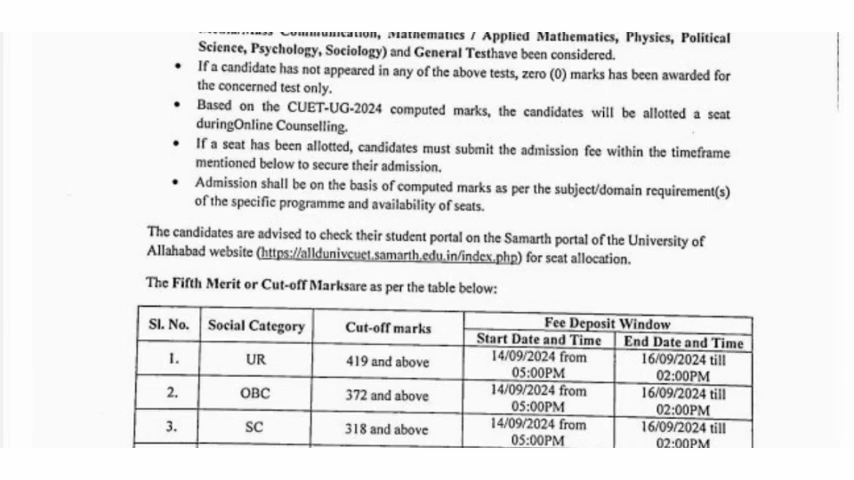 Media/Mass Communication, Mathematics / Applied Mathematics, Physics, Political
Science, Psychology, Sociology) and General Testhave been considered.
• If a candidate has not appeared in any of the above tests, zero (0) marks has been awarded for
the concerned test only.
• Based on the CUET-UG-2024 computed marks, the candidates will be allotted a seat
duringOnline Counselling.
• If a seat has been allotted, candidates must submit the admission fee within the timeframe
mentioned below to secure their admission.
• Admission shall be on the basis of computed marks as per the subject/domain requirement(s)
of the specific programme and availability of seats.
The candidates are advised to check their student portal on the Samarth portal of the University of
Allahabad website (https://alldunivcuet.samarth.edu.in/index.php) for seat allocation.
The Fifth Merit or Cut-off Marksare as per the table below:
Sl. No. Social Category Cut-off marks Fee Deposit Window
Start Date and Time End Date and Time
1. UR 419 and above 14/09/2024 from 16/09/2024 till
05:00PM 02:00PM
2. OBC 372 and above 14/09/2024 from 16/09/2024 till
05:00PM 02:00PM
3. SC 318 and above 14/09/2024 from 16/09/2024 till
05:00PM 02:00PM